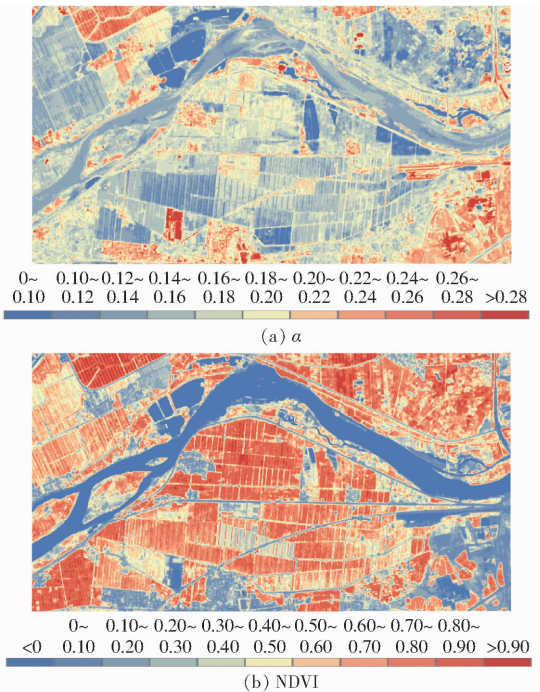 0~ 0.10~ 0.12~ 0.14~ 0.16~ 0.18~ 0.20~ 0.22~ 0.24~ 0.26~
0.10 0.12 0.14 0.16 0.18 0.20 0.22 0.24 0.26 0.28 >0.28
(a) α
0~ 0.10~ 0.20~ 0.30~ 0.40~ 0.50~ 0.60~ 0.70~ 0.80~
<0 0.10 0.20 0.30 0.40 0.50 0.60 0.70 0.80 0.90 >0.90
(b) NDVI